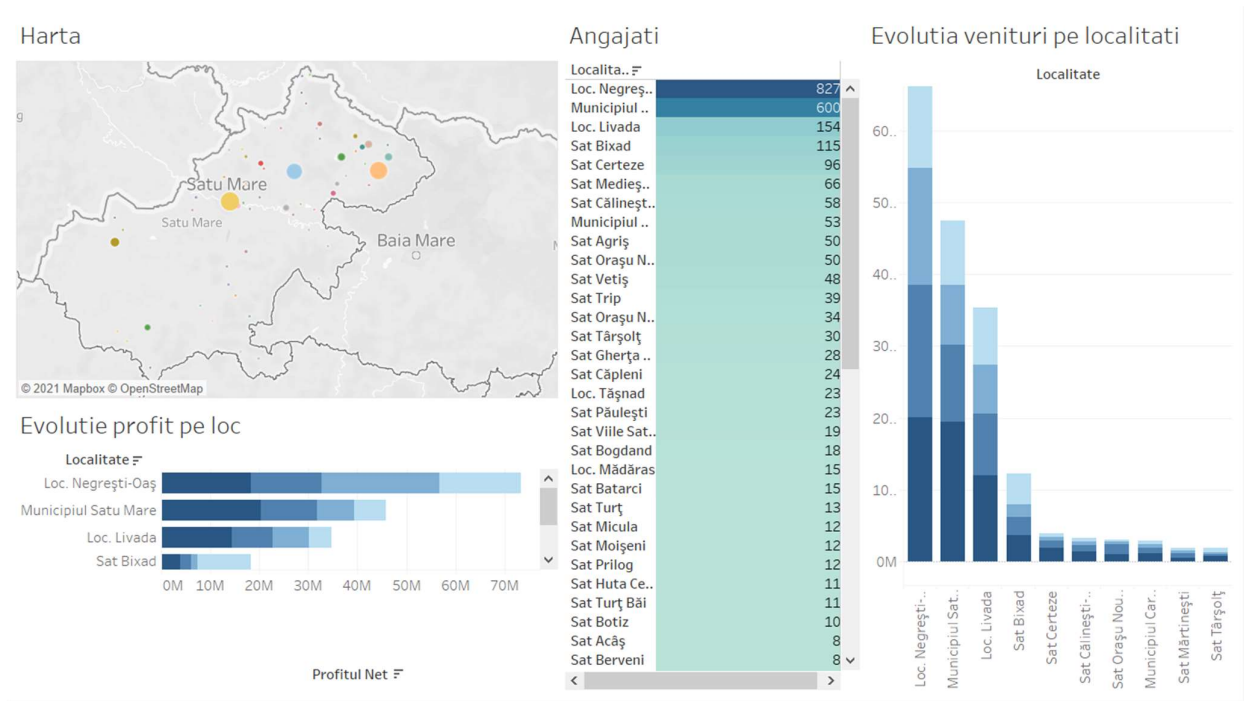 Harta
Satu Mare
Satu Mare
Baia Mare
© 2021 Mapbox © OpenStreetMap
Evolutie profit pe loc
Localitate
Loc. Negrești-Oaş
Municipiul Satu Mare
Loc. Livada
Sat Bixad
0M 10M 20M 30M 40M 50M 60M 70M
Profitul Net
Angajati
Localita..
Loc. Negreş.. 827
Municipiul .. 600
Loc. Livada 154
Sat Bixad 115
Sat Certeze 96
Sat Medieş.. 66
Sat Călineşt.. 58
Municipiul .. 53
Sat Agriş 50
Sat Oraşu N.. 50
Sat Vetiş 48
Sat Trip 39
Sat Oraşu N.. 34
Sat Târşolţ 30
Sat Gherţa .. 28
Sat Căpleni 24
Loc. Tăşnad 23
Sat Păuleşti 23
Sat Viile Sat.. 19
Sat Bogdand 18
Loc. Mădăras 15
Sat Batarci 15
Sat Turţ 13
Sat Micula 12
Sat Moişeni 12
Sat Prilog 12
Sat Huta Ce.. 11
Sat Turţ Băi 11
Sat Botiz 10
Sat Acâş 8
Sat Berveni 8
Evolutia venituri pe localitati
Localitate
60..
50..
40..
30..
20..
10..
0M
Loc. Negreşti-..
Municipiul Sat..
Loc. Livada
Sat Bixad
Sat Certeze
Sat Călineşti-..
Sat Oraşu Nou..
Municipiul Car..
Sat Mărtineşti
Sat Târşolţ